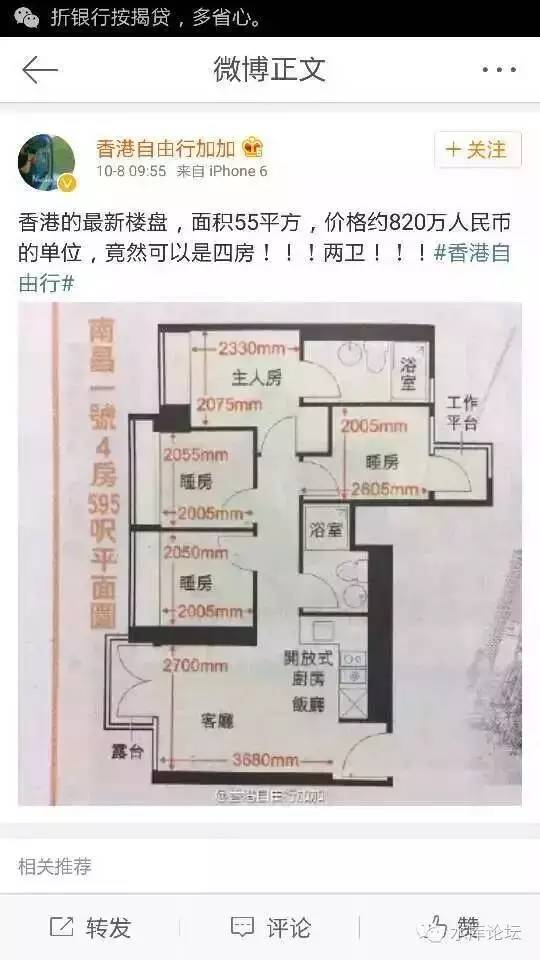 折银行按揭贷，多省心。
微博正文
香港自由行加加
＋关注
10-8 09:55 来自 iPhone 6
香港的最新楼盘，面积55平方，价格约820万人民币
的单位，竟然可以是四房！！！两卫！！！#香港自
由行#
南昌一號4房595呎平面圖
2330mm
主人房
2075mm
浴室
工作
平台
2005mm
睡房
2605mm
2055mm
睡房
2005mm
浴室
2050mm
睡房
2005mm
2700mm
開放式
廚房
飯廳
客廳
露台
3680mm
@香港自由行加加
相关推荐
转发
评论
赞
水库论坛